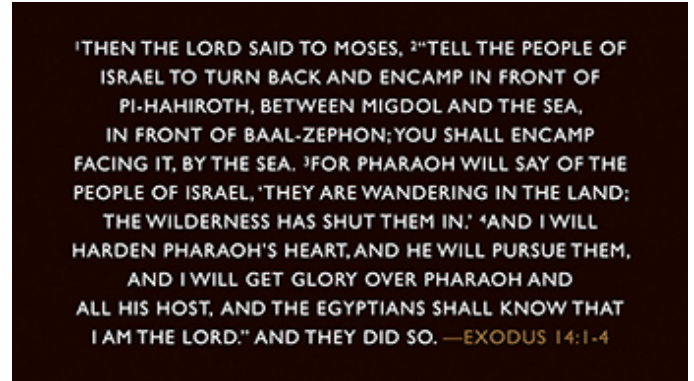 ¹THEN THE LORD SAID TO MOSES, ²“TELL THE PEOPLE OF
ISRAEL TO TURN BACK AND ENCAMP IN FRONT OF
PI-HAHIROTH, BETWEEN MIGDOL AND THE SEA,
IN FRONT OF BAAL-ZEPHON; YOU SHALL ENCAMP
FACING IT, BY THE SEA. ³FOR PHARAOH WILL SAY OF THE
PEOPLE OF ISRAEL, ‘THEY ARE WANDERING IN THE LAND;
THE WILDERNESS HAS SHUT THEM IN.’ ⁴AND I WILL
HARDEN PHARAOH’S HEART, AND HE WILL PURSUE THEM,
AND I WILL GET GLORY OVER PHARAOH AND
ALL HIS HOST, AND THE EGYPTIANS SHALL KNOW THAT
I AM THE LORD.” AND THEY DID SO. —EXODUS 14:1-4